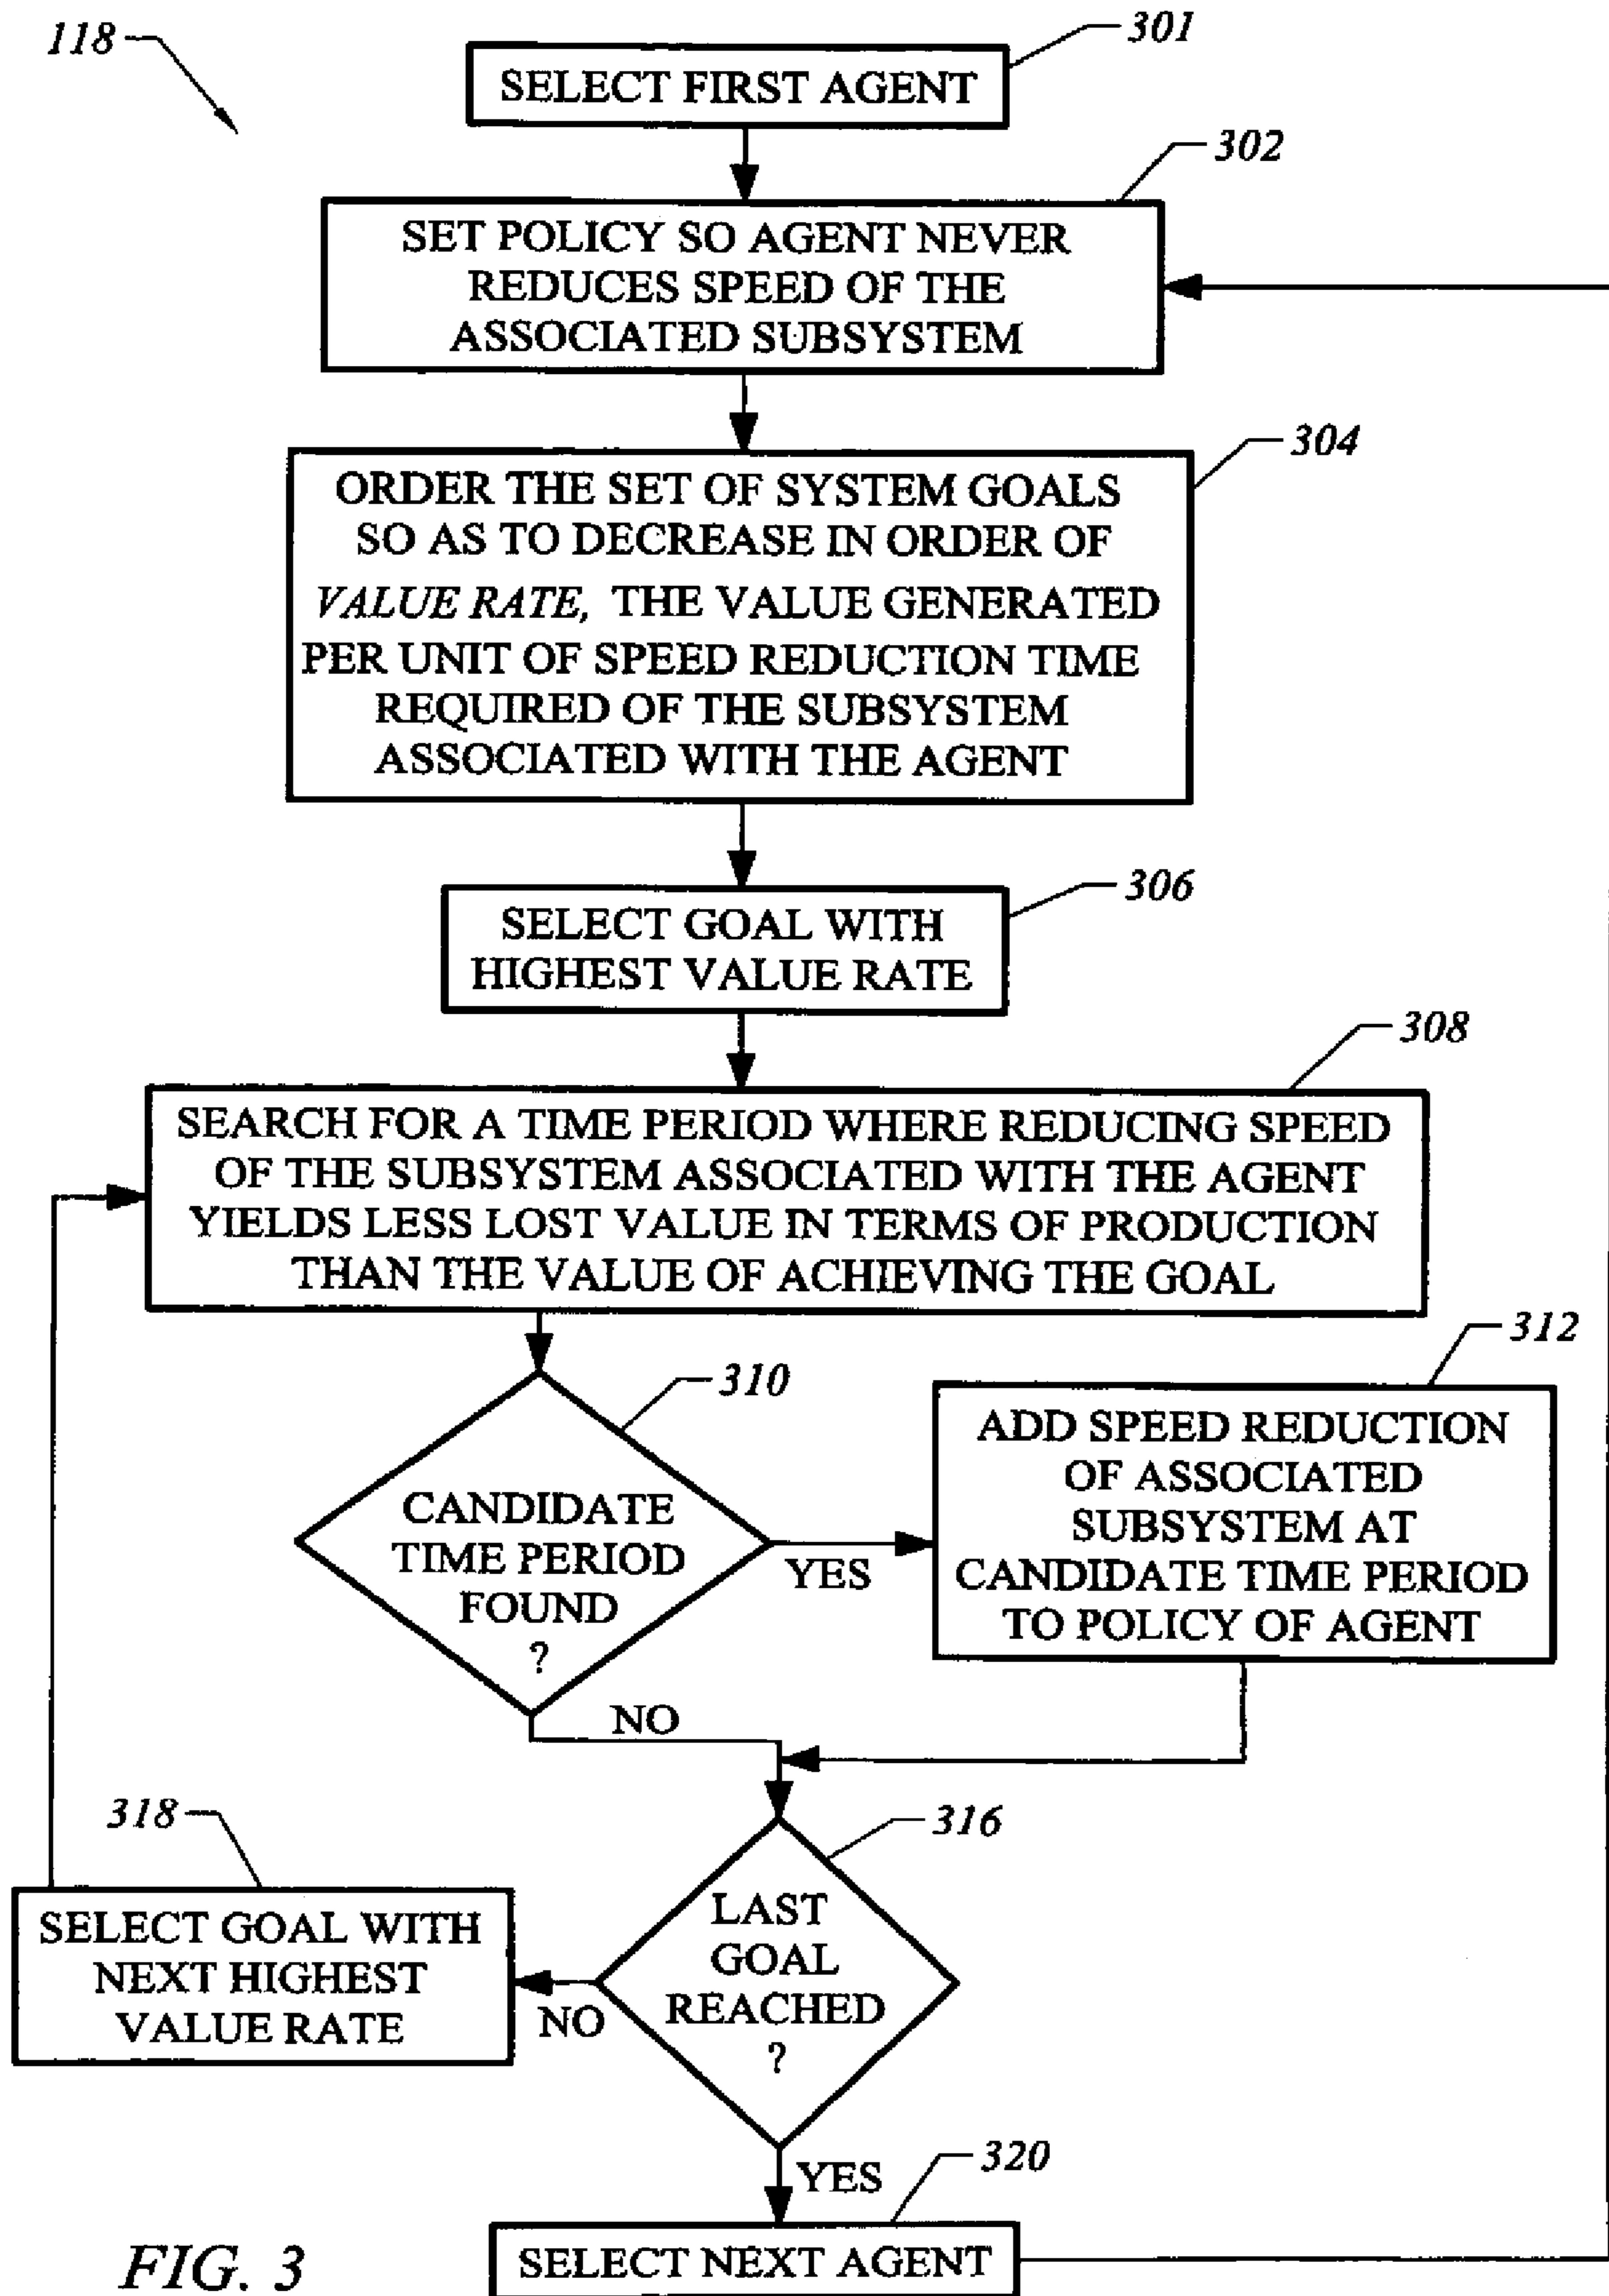 118
301
SELECT FIRST AGENT
302
SET POLICY SO AGENT NEVER
REDUCES SPEED OF THE
ASSOCIATED SUBSYSTEM
304
ORDER THE SET OF SYSTEM GOALS
SO AS TO DECREASE IN ORDER OF
VALUE RATE, THE VALUE GENERATED
PER UNIT OF SPEED REDUCTION TIME
REQUIRED OF THE SUBSYSTEM
ASSOCIATED WITH THE AGENT
306
SELECT GOAL WITH
HIGHEST VALUE RATE
308
SEARCH FOR A TIME PERIOD WHERE REDUCING SPEED
OF THE SUBSYSTEM ASSOCIATED WITH THE AGENT
YIELDS LESS LOST VALUE IN TERMS OF PRODUCTION
THAN THE VALUE OF ACHIEVING THE GOAL
310
CANDIDATE
TIME PERIOD
FOUND
?
YES
312
ADD SPEED REDUCTION
OF ASSOCIATED
SUBSYSTEM AT
CANDIDATE TIME PERIOD
TO POLICY OF AGENT
NO
316
LAST
GOAL
REACHED
?
NO
318
SELECT GOAL WITH
NEXT HIGHEST
VALUE RATE
YES
320
SELECT NEXT AGENT
FIG. 3